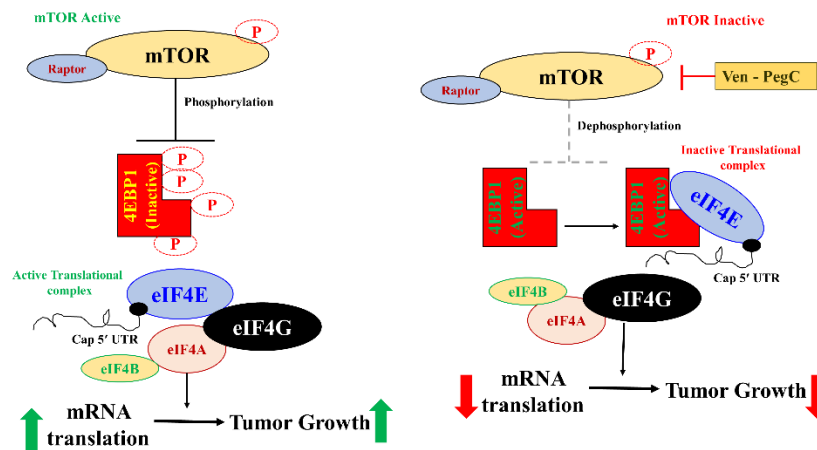 mTOR Active
P
mTOR
Raptor
Phosphorylation
4EBP1
(Inactive)
P
P
P
P
Active Translational
complex
eIF4E
eIF4G
Cap 5′ UTR
eIF4A
eIF4B
mRNA
translation
Tumor Growth
mTOR Inactive
P
mTOR
Raptor
Ven - PegC
Dephosphorylation
Inactive Translational
complex
4EBP1
(Active)
4EBP1
(Active)
eIF4E
Cap 5′ UTR
eIF4B
eIF4G
eIF4A
mRNA
translation
Tumor Growth